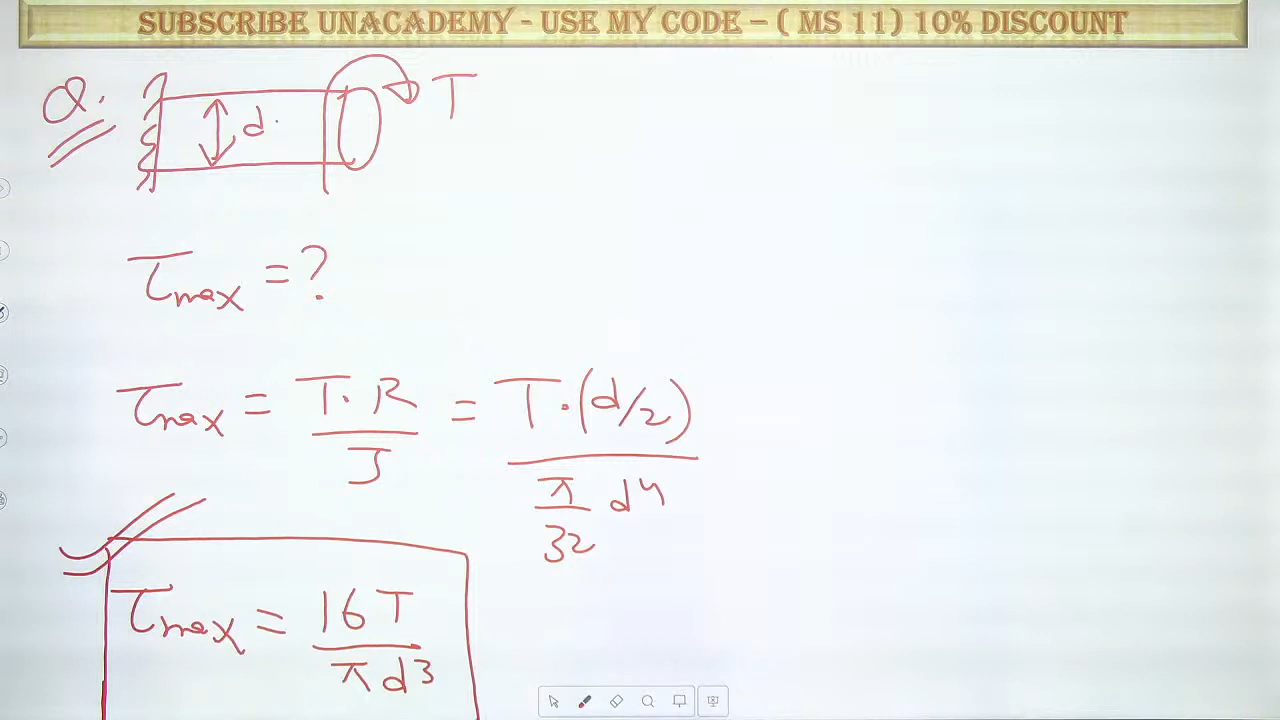 SUBSCRIBE UNACADEMY - USE MY CODE – ( MS 11) 10% DISCOUNT
Q.
d.
T
τmax = ?
τmax = T.R/J = T.(d/2)/(π/32 d⁴)
τmax = 16T/πd³